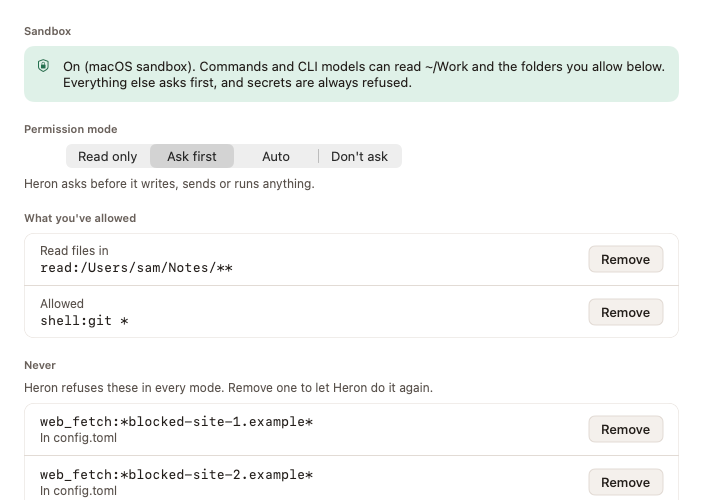 Sandbox
On (macOS sandbox). Commands and CLI models can read ~/Work and the folders you allow below.
Everything else asks first, and secrets are always refused.
Permission mode
Read only Ask first Auto Don't ask
Heron asks before it writes, sends or runs anything.
What you've allowed
Read files in
read:/Users/sam/Notes/**
Remove
Allowed
shell:git *
Remove
Never
Heron refuses these in every mode. Remove one to let Heron do it again.
web_fetch:*blocked-site-1.example*
In config.toml
Remove
web_fetch:*blocked-site-2.example*
In config.toml
Remove